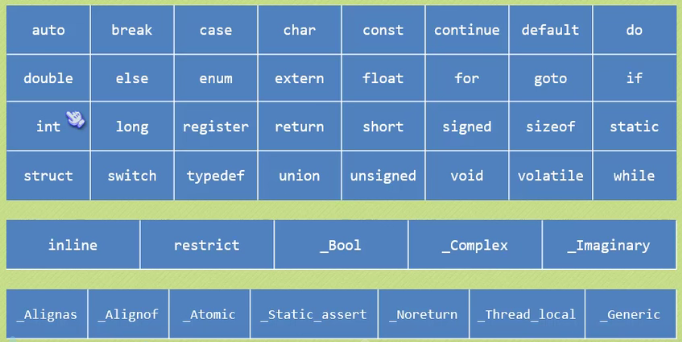 auto break case char const continue default do
double else enum extern float for goto if
int long register return short signed sizeof static
struct switch typedef union unsigned void volatile while
inline restrict _Bool _Complex _Imaginary
_Alignas _Alignof _Atomic _Static_assert _Noreturn _Thread_local _Generic